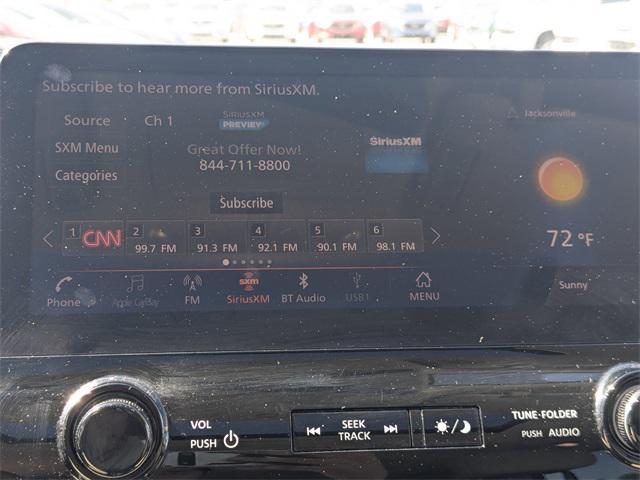 Subscribe to hear more from SiriusXM.
Jacksonville
Source
Ch 1
SIRIUSXM
PREVIEW
SXM Menu
Great Offer Now!
SiriusXM
Categories
844-711-8800
Subscribe
1 CNN
2 99.7 FM
3 91.3 FM
4 92.1 FM
5 90.1 FM
6 98.1 FM
72 °F
Sunny
Phone
Apple CarPlay
FM
sxm
SiriusXM
BT Audio
USB1
MENU
VOL
PUSH
SEEK
TRACK
TUNE·FOLDER
PUSH AUDIO